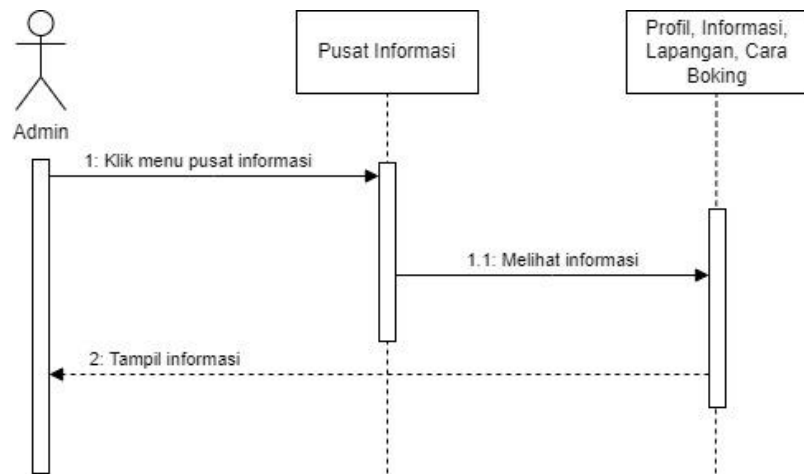 Pusat Informasi
Profil, Informasi,
Lapangan, Cara
Boking
Admin
1: Klik menu pusat informasi
1.1: Melihat informasi
2: Tampil informasi